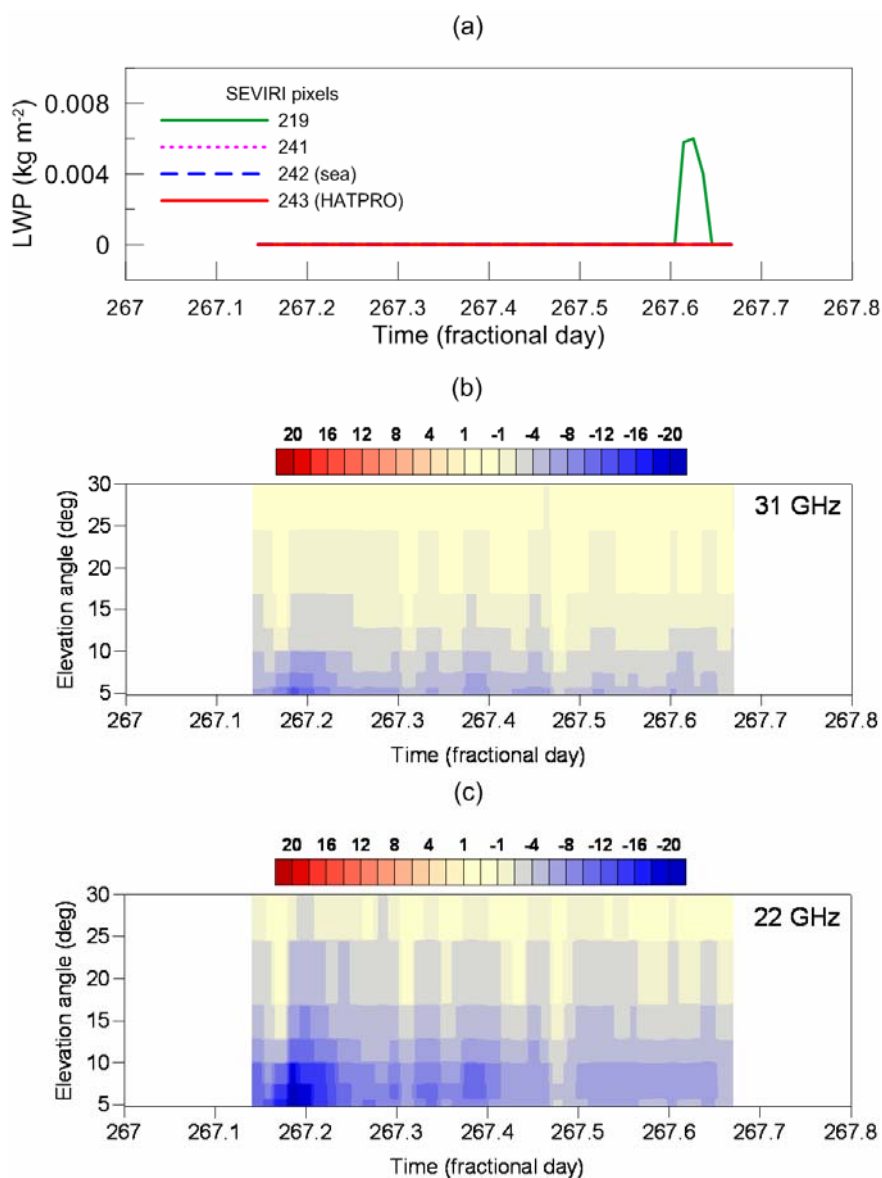 (a)
SEVIRI pixels
219
241
242 (sea)
243 (HATPRO)
LWP (kg m⁻²)
0.008
0.004
0
267 267.1 267.2 267.3 267.4 267.5 267.6 267.7 267.8
Time (fractional day)
(b)
20 16 12 8 4 1 -1 -4 -8 -12 -16 -20
31 GHz
Elevation angle (deg)
30
25
20
15
10
5
267 267.1 267.2 267.3 267.4 267.5 267.6 267.7 267.8
Time (fractional day)
(c)
20 16 12 8 4 1 -1 -4 -8 -12 -16 -20
22 GHz
Elevation angle (deg)
30
25
20
15
10
5
267 267.1 267.2 267.3 267.4 267.5 267.6 267.7 267.8
Time (fractional day)